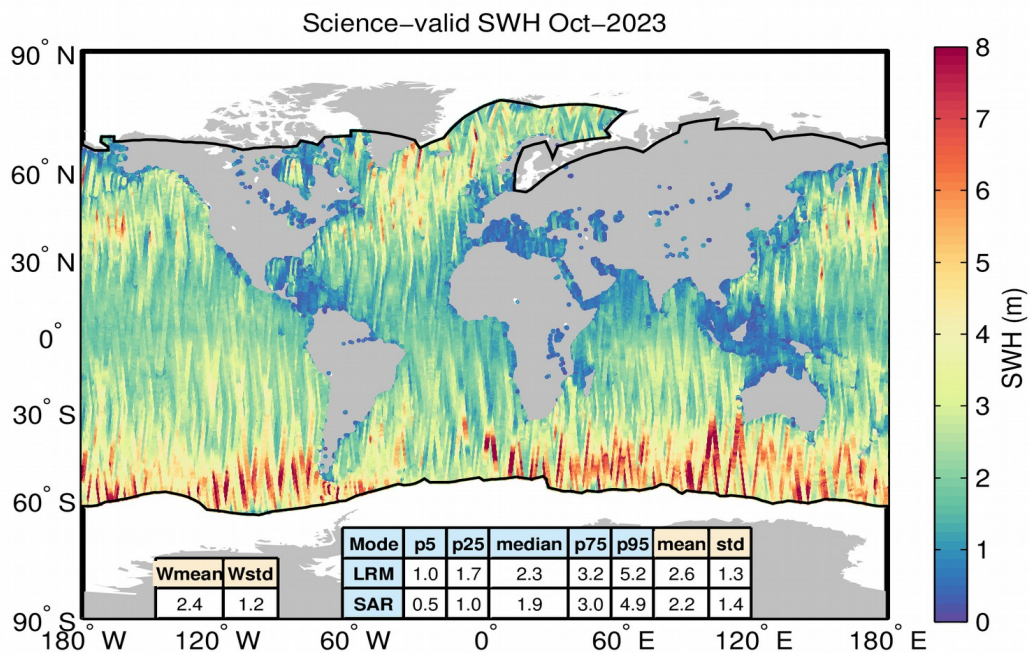 Science−valid SWH Oct−2023
90° N
60° N
30° N
0°
30° S
60° S
90° S
180° W 120° W 60° W 0° 60° E 120° E 180° E
Wmean Wstd
2.4 1.2
Mode p5 p25 median p75 p95 mean std
LRM 1.0 1.7 2.3 3.2 5.2 2.6 1.3
SAR 0.5 1.0 1.9 3.0 4.9 2.2 1.4
8
7
6
5
4
3
2
1
0
SWH (m)